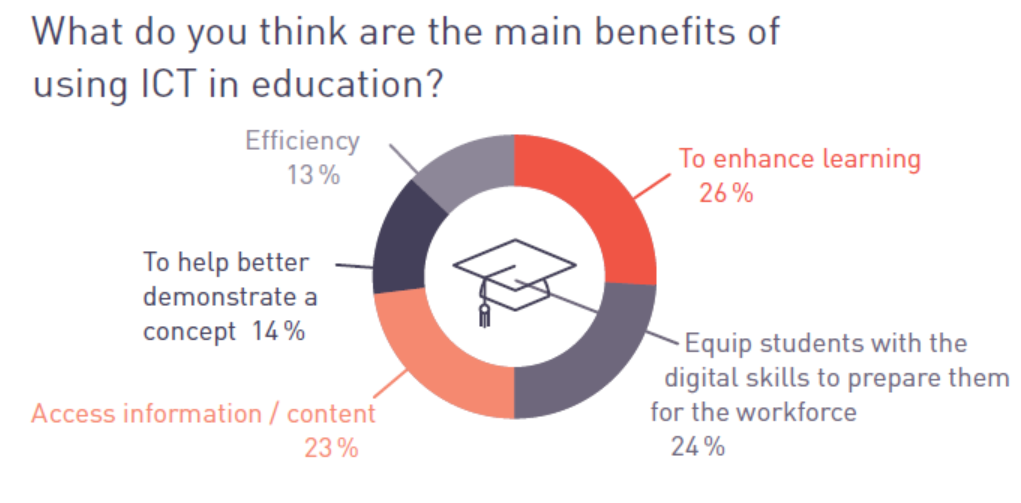 What do you think are the main benefits of
using ICT in education?
Efficiency
13 %
To enhance learning
26 %
To help better
demonstrate a
concept 14 %
Equip students with the
digital skills to prepare them
for the workforce
24 %
Access information / content
23 %